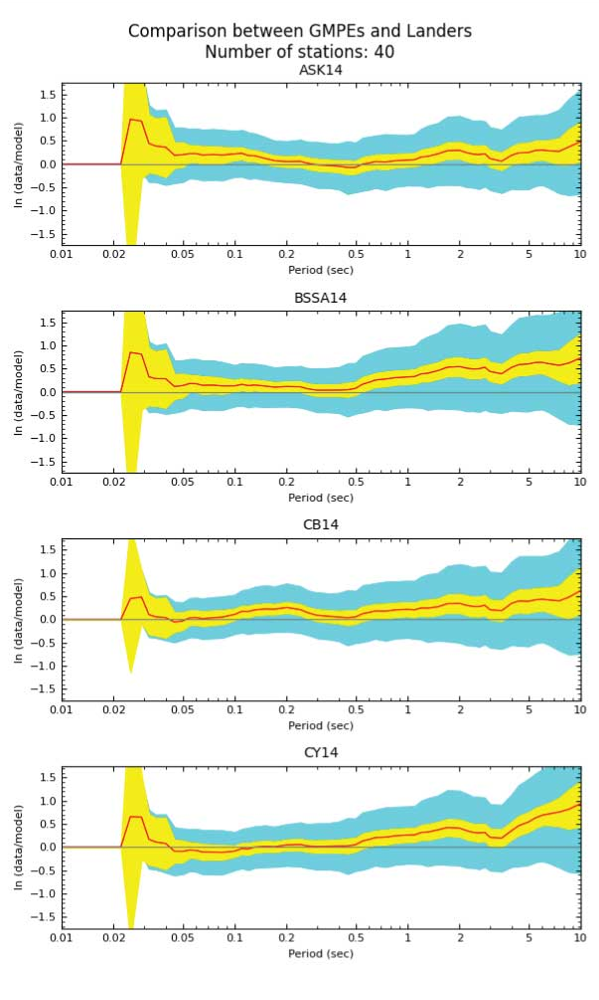 Comparison between GMPEs and Landers
Number of stations: 40
ASK14
1.5
1.0
0.5
0.0
−0.5
−1.0
−1.5
ln (data/model)
0.01 0.02 0.05 0.1 0.2 0.5 1 2 5 10
Period (sec)
BSSA14
1.5
1.0
0.5
0.0
−0.5
−1.0
−1.5
ln (data/model)
0.01 0.02 0.05 0.1 0.2 0.5 1 2 5 10
Period (sec)
CB14
1.5
1.0
0.5
0.0
−0.5
−1.0
−1.5
ln (data/model)
0.01 0.02 0.05 0.1 0.2 0.5 1 2 5 10
Period (sec)
CY14
1.5
1.0
0.5
0.0
−0.5
−1.0
−1.5
ln (data/model)
0.01 0.02 0.05 0.1 0.2 0.5 1 2 5 10
Period (sec)